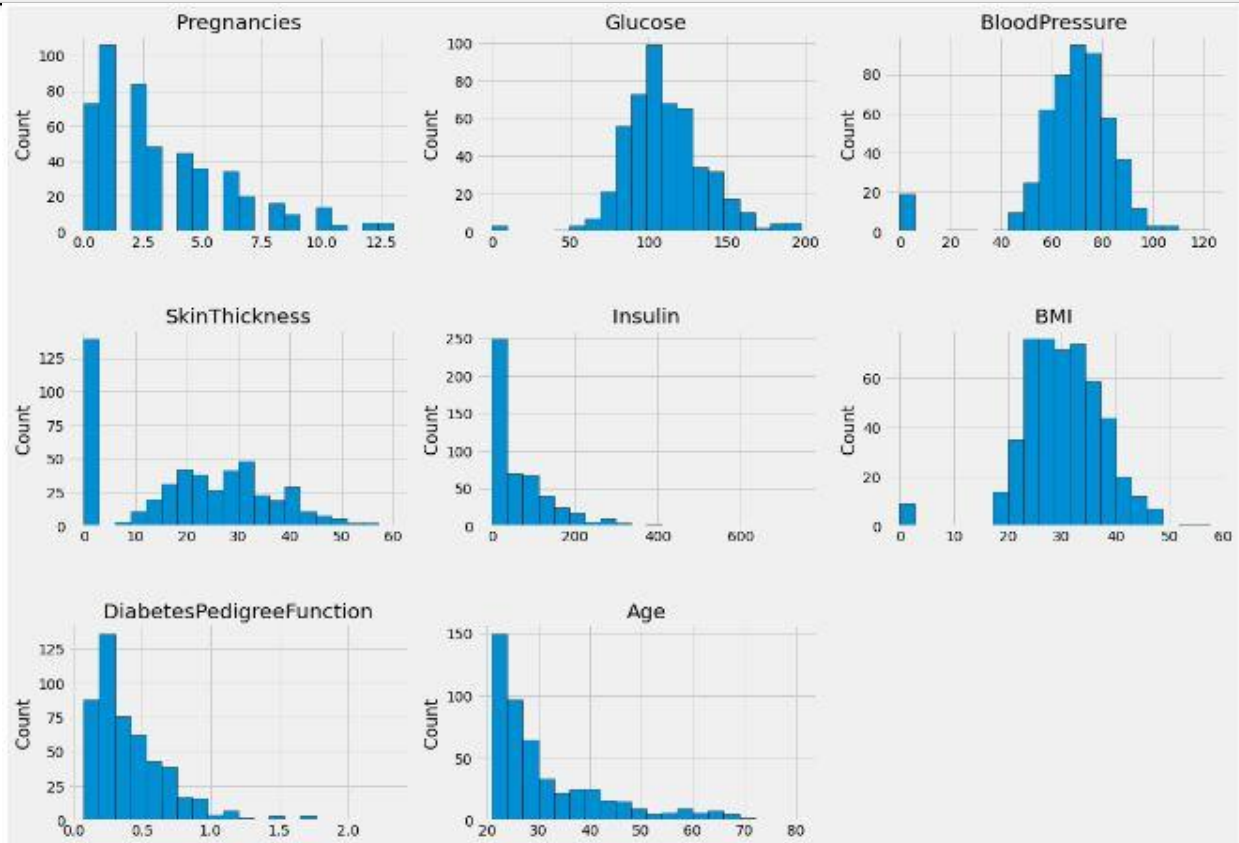 Pregnancies
Glucose
BloodPressure
Count
100
80
60
40
20
0
0.0 2.5 5.0 7.5 10.0 12.5
Count
100
80
60
40
20
0
0 50 100 150 200
Count
80
60
40
20
0
0 20 40 60 80 100 120
SkinThickness
Insulin
BMI
Count
125
100
75
50
25
0
0 10 20 30 40 50 60
Count
250
200
150
100
50
0
0 200 400 600
Count
60
40
20
0
0 10 20 30 40 50 60
DiabetesPedigreeFunction
Age
Count
125
100
75
50
25
0
0.0 0.5 1.0 1.5 2.0
Count
150
100
50
0
20 30 40 50 60 70 80